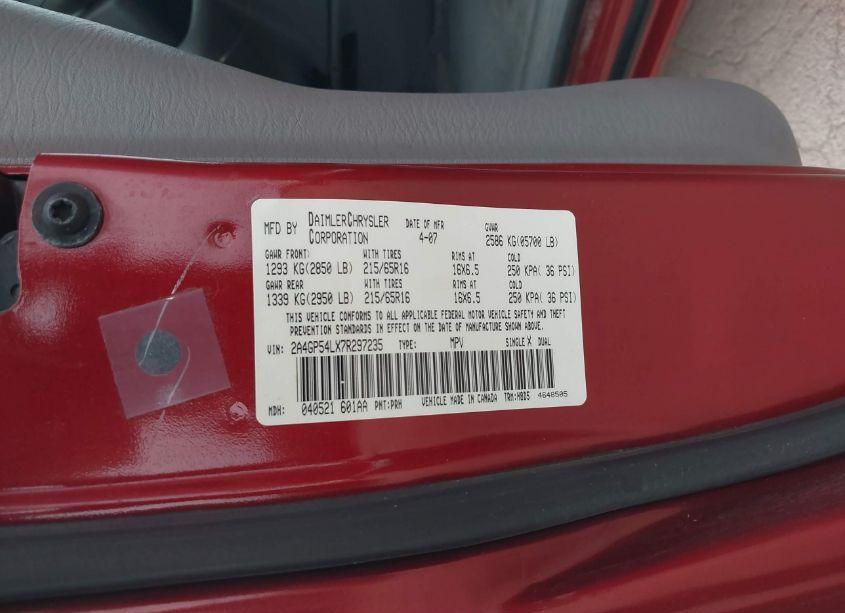 MFD BY DAIMLERCHRYSLER CORPORATION DATE OF MFR 4-07 GVWR 2586 KG(05700 LB)
GAWR FRONT) WITH TIRES RIMS AT COLD
1293 KG(2850 LB) 215/65R16 16X6.5 250 KPA( 36 PSI)
GAWR REAR WITH TIRES RIMS AT COLD
1339 KG(2950 LB) 215/65R16 16X6.5 250 KPA( 36 PSI)
THIS VEHICLE CONFORMS TO ALL APPLICABLE FEDERAL MOTOR VEHICLE SAFETY AND THEFT
PREVENTION STANDARDS IN EFFECT ON THE DATE OF MANUFACTURE SHOWN ABOVE.
VIN: 2A4GP54LX7R297235 TYPE: MPV SINGLE X DUAL
MDH: 040521 601AA PNT:PRH VEHICLE MADE IN CANADA TRM:HBDS 4648505